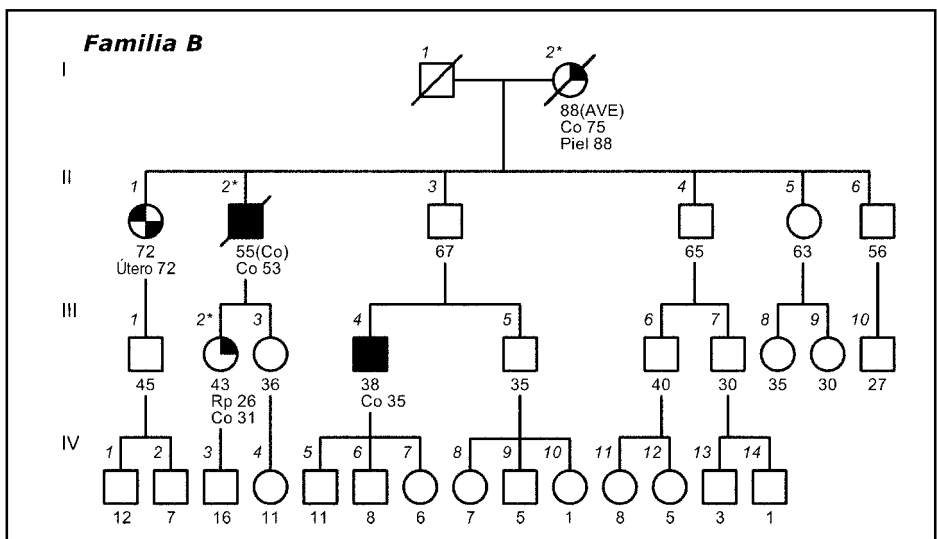 Familia B
I
1 2*
88(AVE)
Co 75
Piel 88
II
1 2* 3 4 5 6
72 55(Co) 67 65 63 56
Útero 72 Co 53
III
1 2* 3 4 5 6 7 8 9 10
45 43 36 38 35 40 30 35 30 27
Rp 26 Co 35
Co 31
IV
1 2 3 4 5 6 7 8 9 10 11 12 13 14
12 7 16 11 11 8 6 7 5 1 8 5 3 1